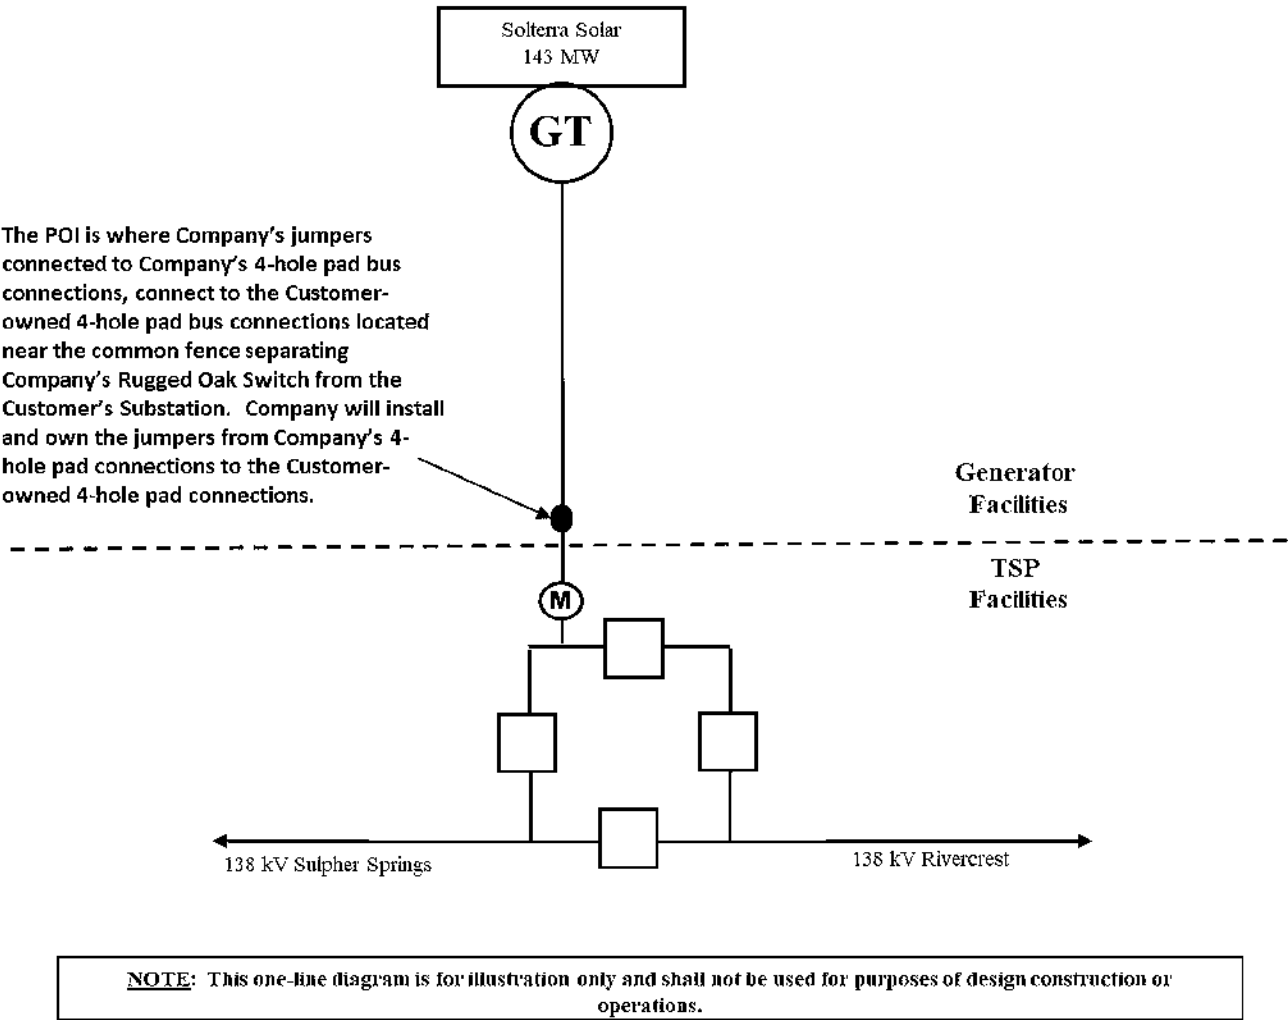 Solterra Solar
143 MW
GT
The POI is where Company's jumpers
connected to Company's 4-hole pad bus
connections, connect to the Customer-
owned 4-hole pad bus connections located
near the common fence separating
Company's Rugged Oak Switch from the
Customer's Substation.  Company will install
and own the jumpers from Company's 4-
hole pad connections to the Customer-
owned 4-hole pad connections.
Generator
Facilities
TSP
Facilities
M
138 kV Sulpher Springs
138 kV Rivercrest
NOTE:  This one-line diagram is for illustration only and shall not be used for purposes of design construction or
operations.